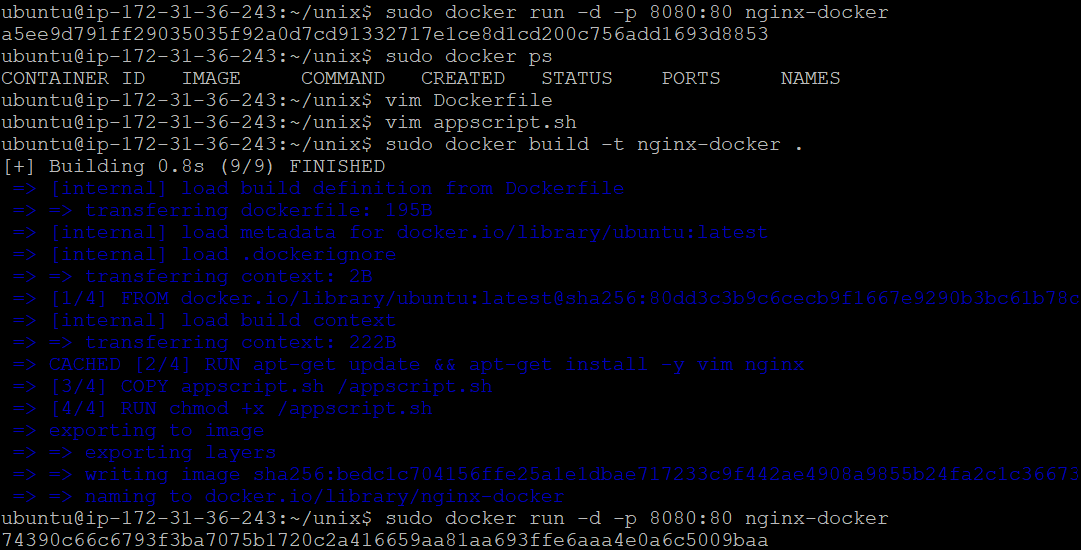 ubuntu@ip-172-31-36-243:~/unix$ sudo docker run -d -p 8080:80 nginx-docker
a5ee9d791ff29035035f92a0d7cd91332717e1ce8d1cd200c756add1693d8853
ubuntu@ip-172-31-36-243:~/unix$ sudo docker ps
CONTAINER ID   IMAGE     COMMAND   CREATED   STATUS    PORTS     NAMES
ubuntu@ip-172-31-36-243:~/unix$ vim Dockerfile
ubuntu@ip-172-31-36-243:~/unix$ vim appscript.sh
ubuntu@ip-172-31-36-243:~/unix$ sudo docker build -t nginx-docker .
[+] Building 0.8s (9/9) FINISHED
=> [internal] load build definition from Dockerfile
=> => transferring dockerfile: 195B
=> [internal] load metadata for docker.io/library/ubuntu:latest
=> [internal] load .dockerignore
=> => transferring context: 2B
=> [1/4] FROM docker.io/library/ubuntu:latest@sha256:80dd3c3b9c6cecb9f1667e9290b3bc61b78c
=> [internal] load build context
=> => transferring context: 222B
=> CACHED [2/4] RUN apt-get update && apt-get install -y vim nginx
=> [3/4] COPY appscript.sh /appscript.sh
=> [4/4] RUN chmod +x /appscript.sh
=> exporting to image
=> => exporting layers
=> => writing image sha256:bedc1c704156ffe25a1e1dbae717233c9f442ae4908a9855b24fa2c1c36673
=> => naming to docker.io/library/nginx-docker
ubuntu@ip-172-31-36-243:~/unix$ sudo docker run -d -p 8080:80 nginx-docker
74390c66c6793f3ba7075b1720c2a416659aa81aa693ffe6aaa4e0a6c5009baa